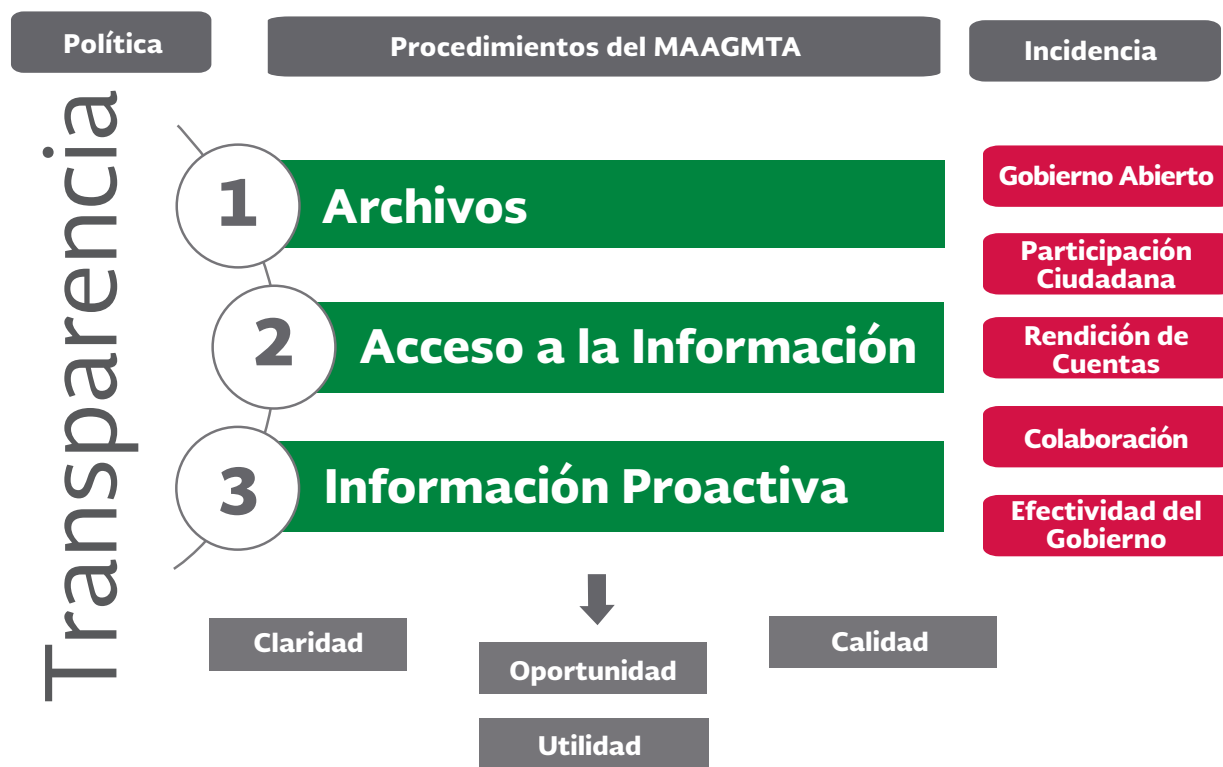 Política
Procedimientos del MAAGMTA
Incidencia
Transparencia
1
Archivos
2
Acceso a la Información
3
Información Proactiva
Gobierno Abierto
Participación
Ciudadana
Rendición de
Cuentas
Colaboración
Efectividad del
Gobierno
Claridad
Oportunidad
Calidad
Utilidad